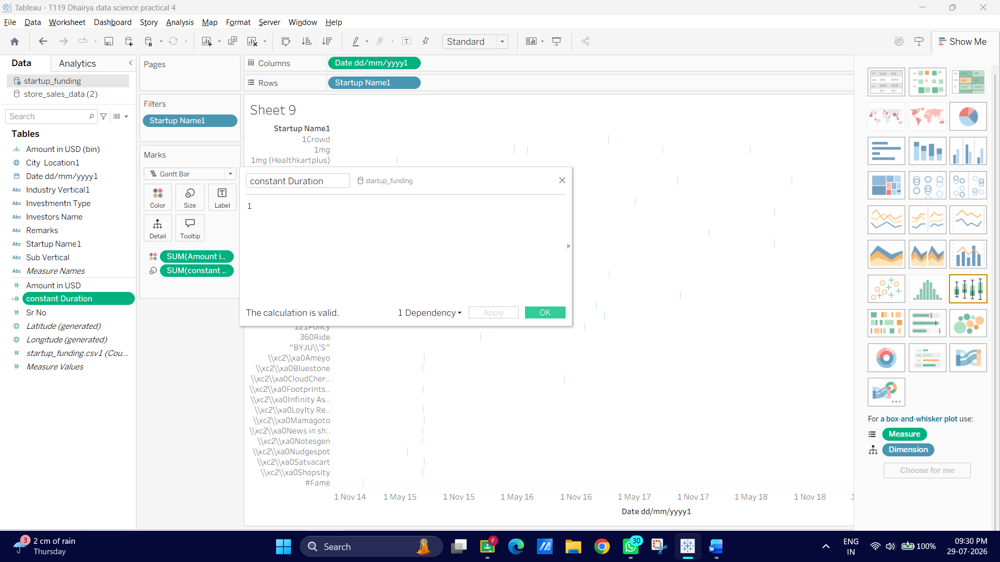 Tableau - T119 Dhairya data science practical 4
File Data Worksheet Dashboard Story Analysis Map Format Server Window Help
Standard
Show Me
Data
Analytics
startup_funding
store_sales_data (2)
Search
Tables
Amount in USD (bin)
City Location1
Date dd/mm/yyyy1
Abc Industry Vertical1
Abc Investmentn Type
Abc Investors Name
Abc Remarks
Abc Startup Name1
Abc Sub Vertical
Abc Measure Names
Amount in USD
constant Duration
Sr No
Latitude (generated)
Longitude (generated)
startup_funding.csv1 (Cou...
Measure Values
Pages
Filters
Startup Name1
Marks
Gantt Bar
Color
Size
Label
Detail
Tooltip
SUM(Amount i..
SUM(constant ..
Columns
Date dd/mm/yyyy1
Rows
Startup Name1
Sheet 9
Startup Name1
1Crowd
1mg
1mg (Healthkartplus)
constant Duration
startup_funding
1
The calculation is valid.
1 Dependency
Apply
OK
121Policy
360Ride
"BYJU\\'S"
\\xc2\\xa0Ameyo
\\xc2\\xa0Bluestone
\\xc2\\xa0CloudCher..
\\xc2\\xa0Footprints..
\\xc2\\xa0Infinity As..
\\xc2\\xa0Loylty Re..
\\xc2\\xa0Mamagoto
\\xc2\\xa0News in sh..
\\xc2\\xa0Notesgen
\\xc2\\xa0Nudgespot
\\xc2\\xa0Satvacart
\\xc2\\xa0Shopsity
#Fame
1 Nov 14
1 May 15
1 Nov 15
1 May 16
1 Nov 16
1 May 17
1 Nov 17
1 May 18
1 Nov 18
Date dd/mm/yyyy1
For a box-and-whisker plot use:
Measure
Dimension
Choose for me
3
2 cm of rain
Thursday
Search
F
30
ENG
IN
100%
09:30 PM
29-07-2026